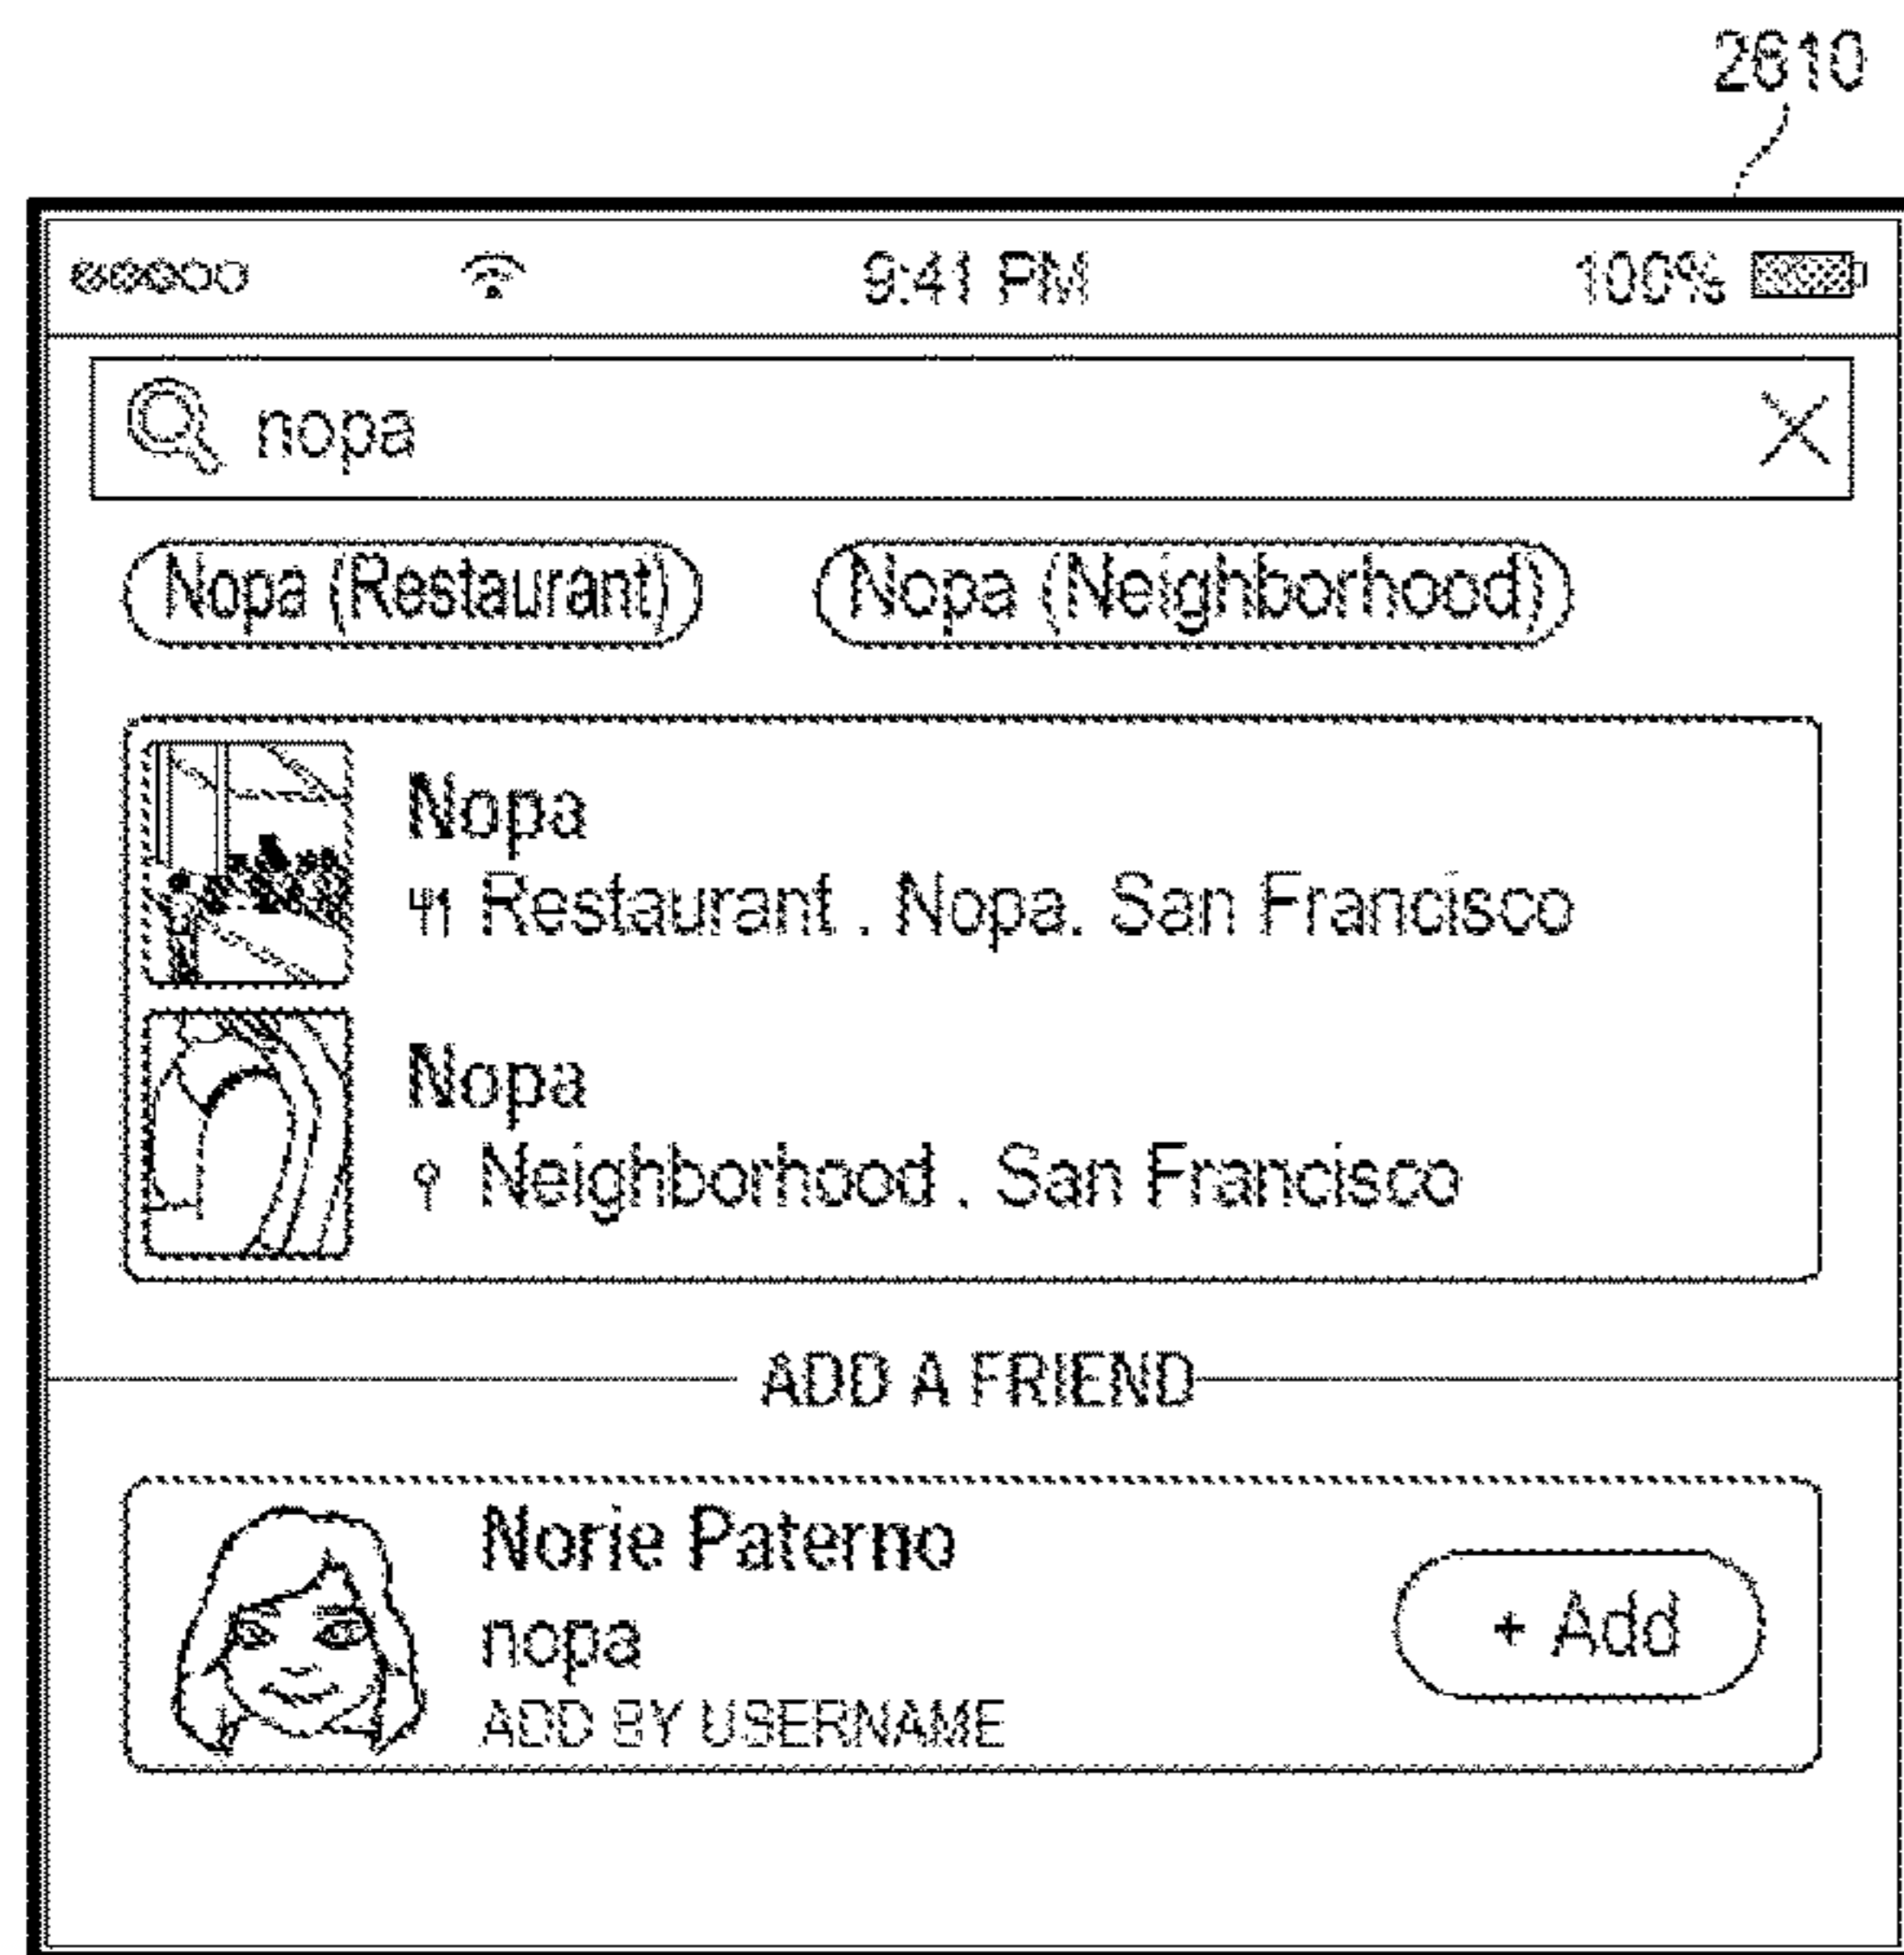 2610
9:41 PM 100%
nopa
Nopa (Restaurant) Nopa (Neighborhood)
Nopa
Restaurant . Nopa. San Francisco
Nopa
Neighborhood . San Francisco
ADD A FRIEND
Norie Paterno
nopa
+ Add
ADD BY USERNAME